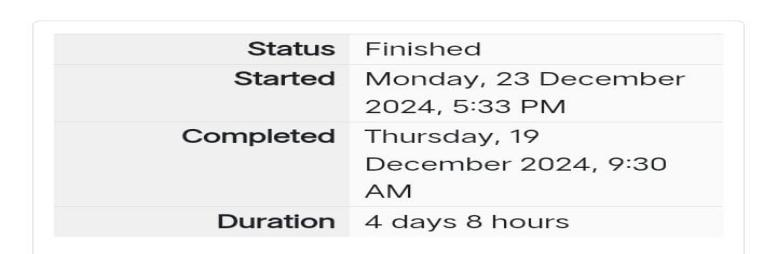 Status Finished
Started Monday, 23 December
2024, 5:33 PM
Completed Thursday, 19
December 2024, 9:30
AM
Duration 4 days 8 hours